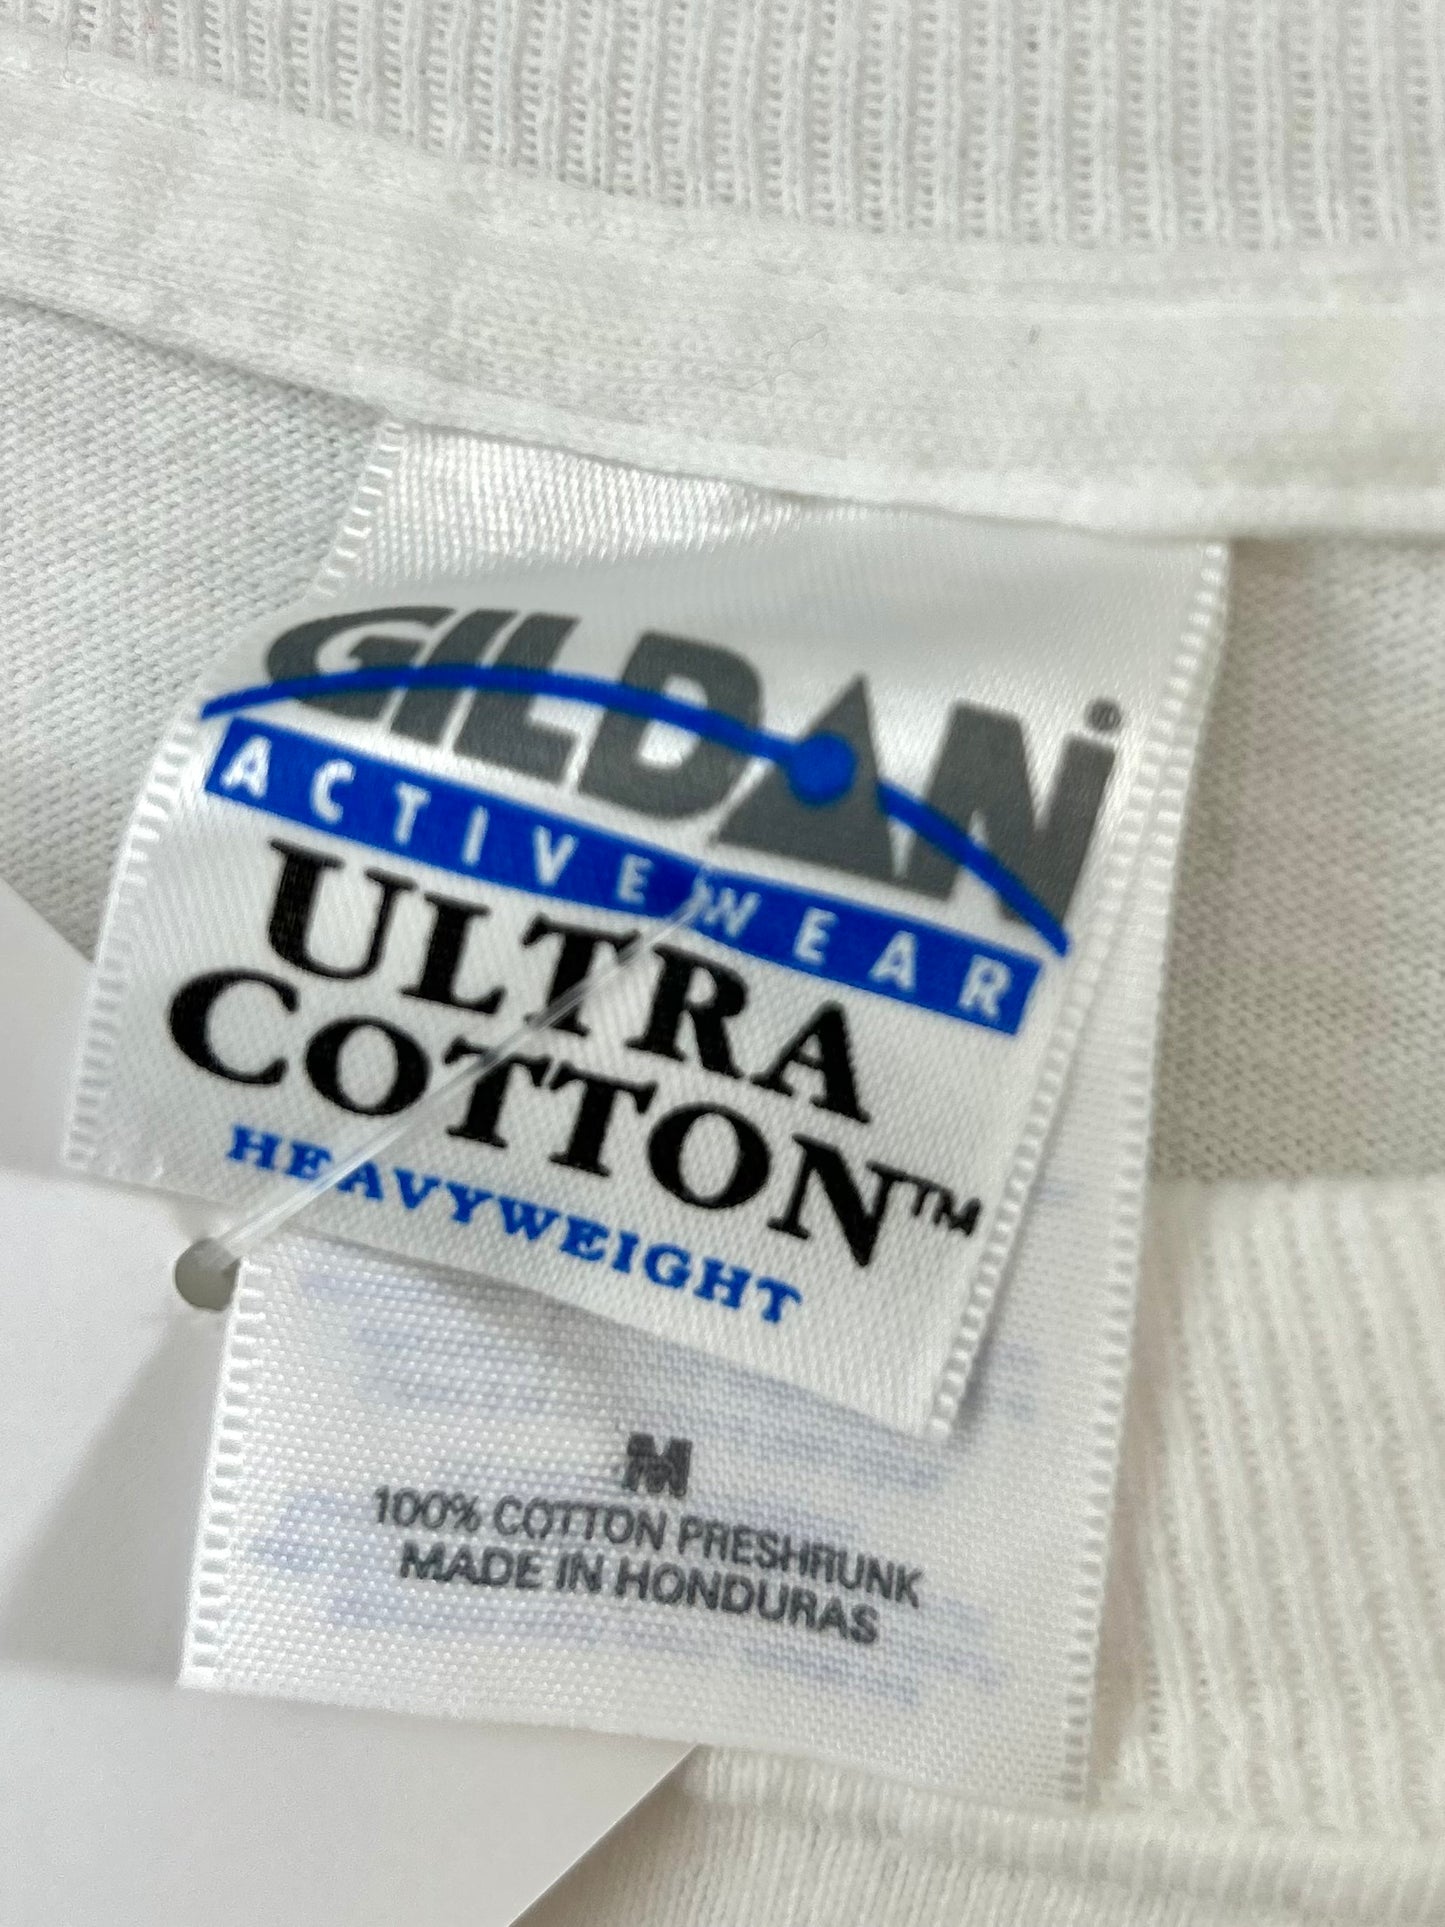 GILDAN®
ACTIVEWEAR
ULTRA
COTTON™
HEAVYWEIGHT
M
100% COTTON PRESHRUNK
MADE IN HONDURAS